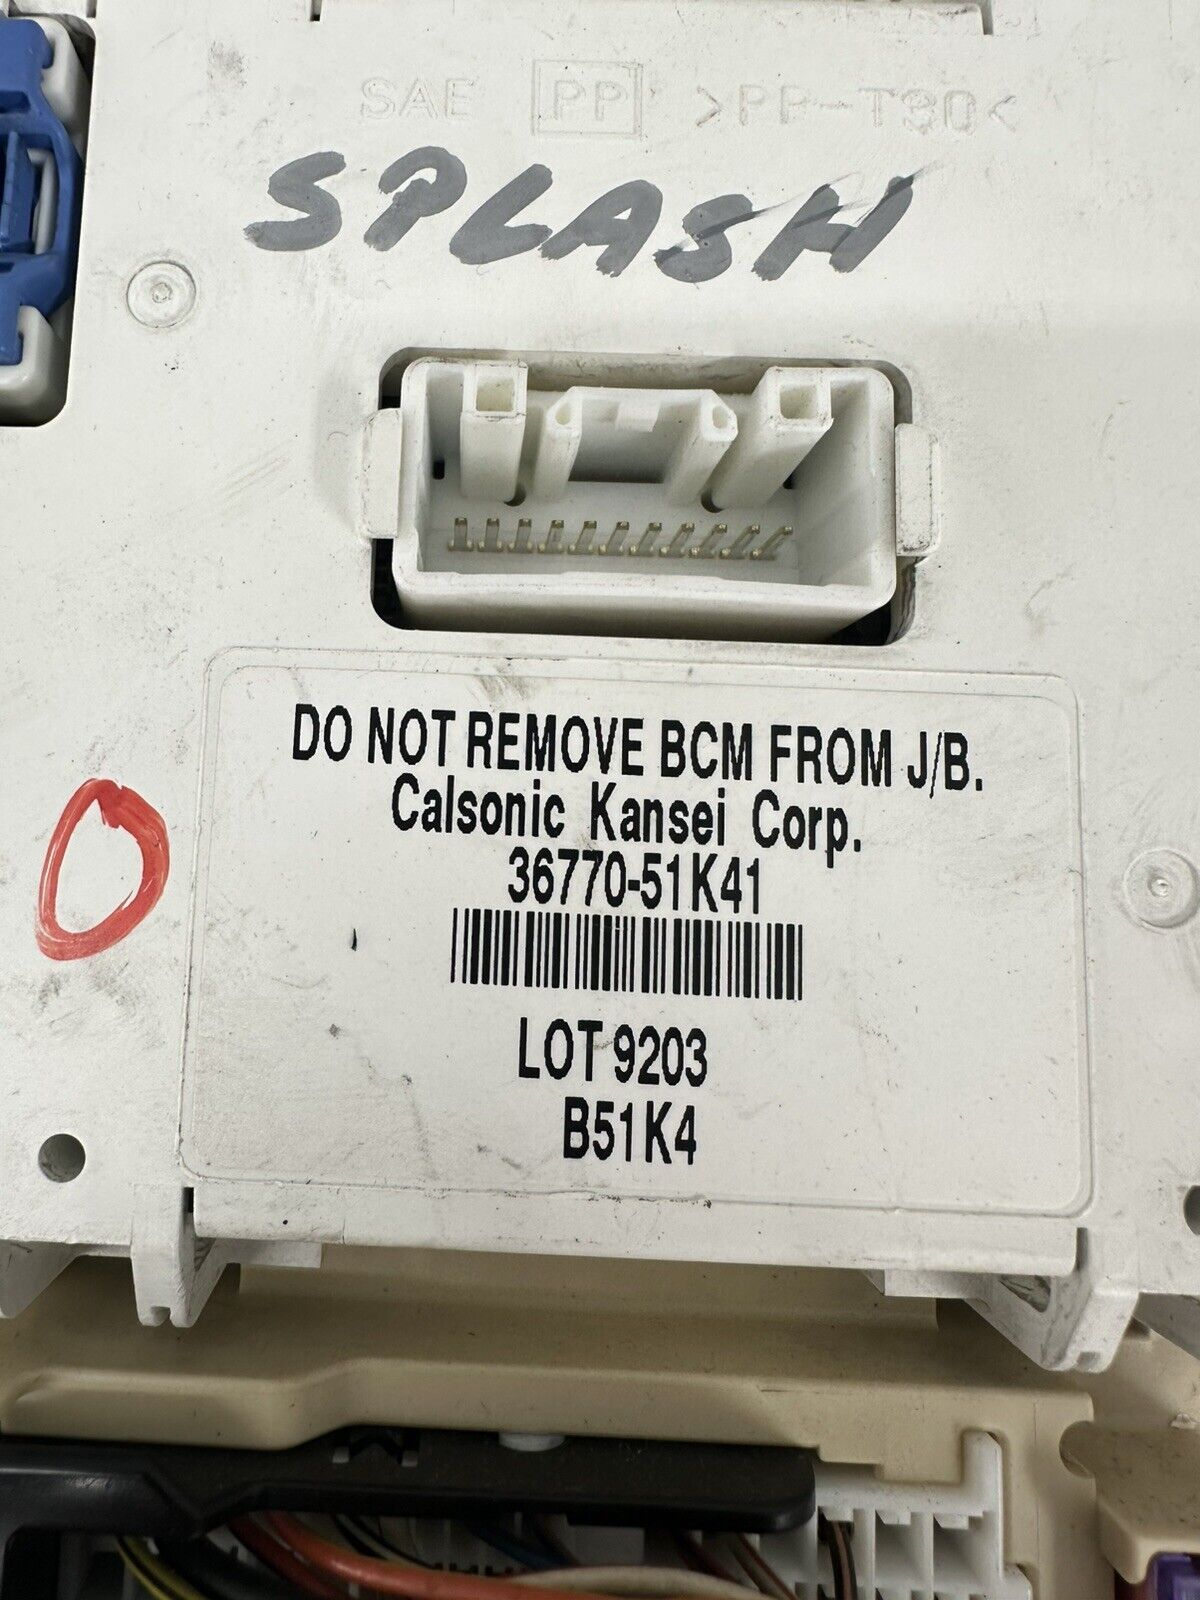 SAE PP >PP-T30<
SPLASH
DO NOT REMOVE BCM FROM J/B.
Calsonic Kansei Corp.
36770-51K41
LOT 9203
B51K4